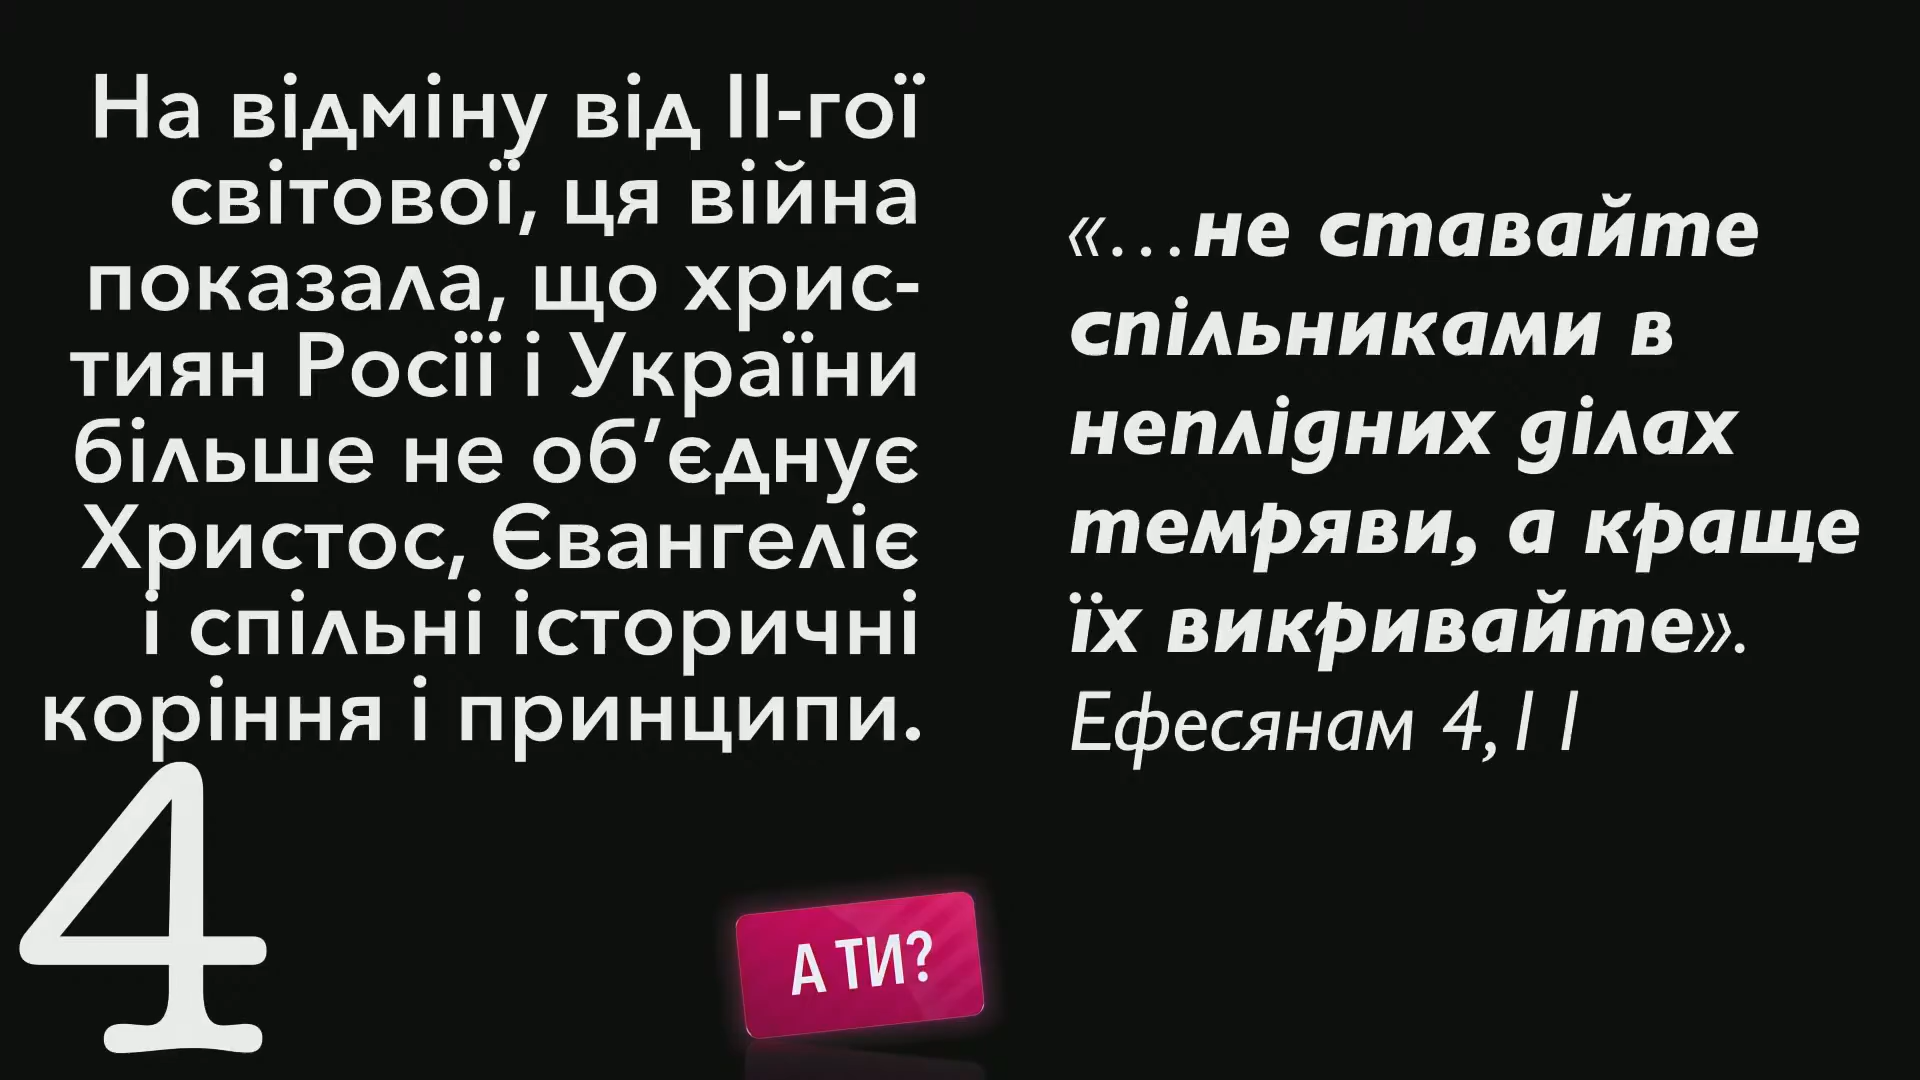 На відміну від ІІ-гої
світової, ця війна
показала, що хрис-
тиян Росії і України
більше не об’єднує
Христос, Євангеліє
і спільні історичні
коріння і принципи.
4
«...не ставайте
спільниками в
неплідних ділах
темряви, а краще
їх викривайте».
Ефесянам 4,11
А ТИ?